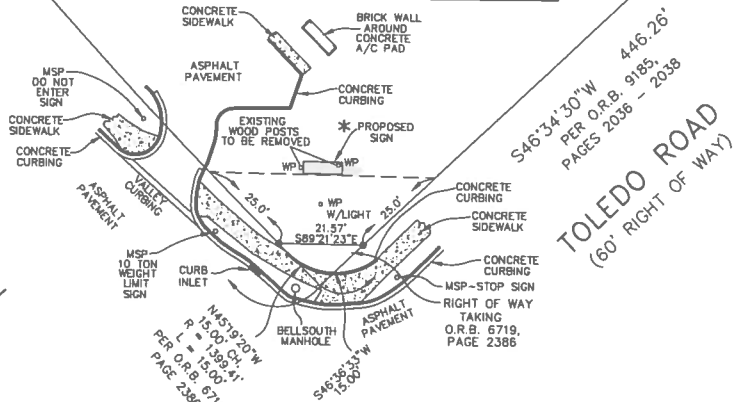 CONCRETE
SIDEWALK
BRICK WALL
AROUND
CONCRETE
A/C PAD
MSP
DO NOT
ENTER
SIGN
ASPHALT
PAVEMENT
CONCRETE
CURBING
CONCRETE
SIDEWALK
CONCRETE
CURBING
EXISTING
WOOD POSTS
TO BE REMOVED
* PROPOSED
SIGN
WP
WP
S46°34'30"W 446.26'
PER O.R.B. 9185,
PAGES 2036 - 2038
TOLEDO ROAD
(60' RIGHT OF WAY)
VALLEY
CURBING
ASPHALT
PAVEMENT
25.0'
WP
W/LIGHT
25.0'
21.57'
S89°21'23"E
CONCRETE
CURBING
CONCRETE
SIDEWALK
CONCRETE
CURBING
MSP
10 TON
WEIGHT
LIMIT
SIGN
CURB
INLET
MSP-STOP SIGN
RIGHT OF WAY
TAKING
O.R.B. 6719,
PAGE 2386
BELLSOUTH
MANHOLE
ASPHALT
PAVEMENT
N45°19'20"W
15.00' CH.
R = 1399.41'
L = 15.00'
PER O.R.B. 671
PAGE 2386
S46°36'33"W
15.00'